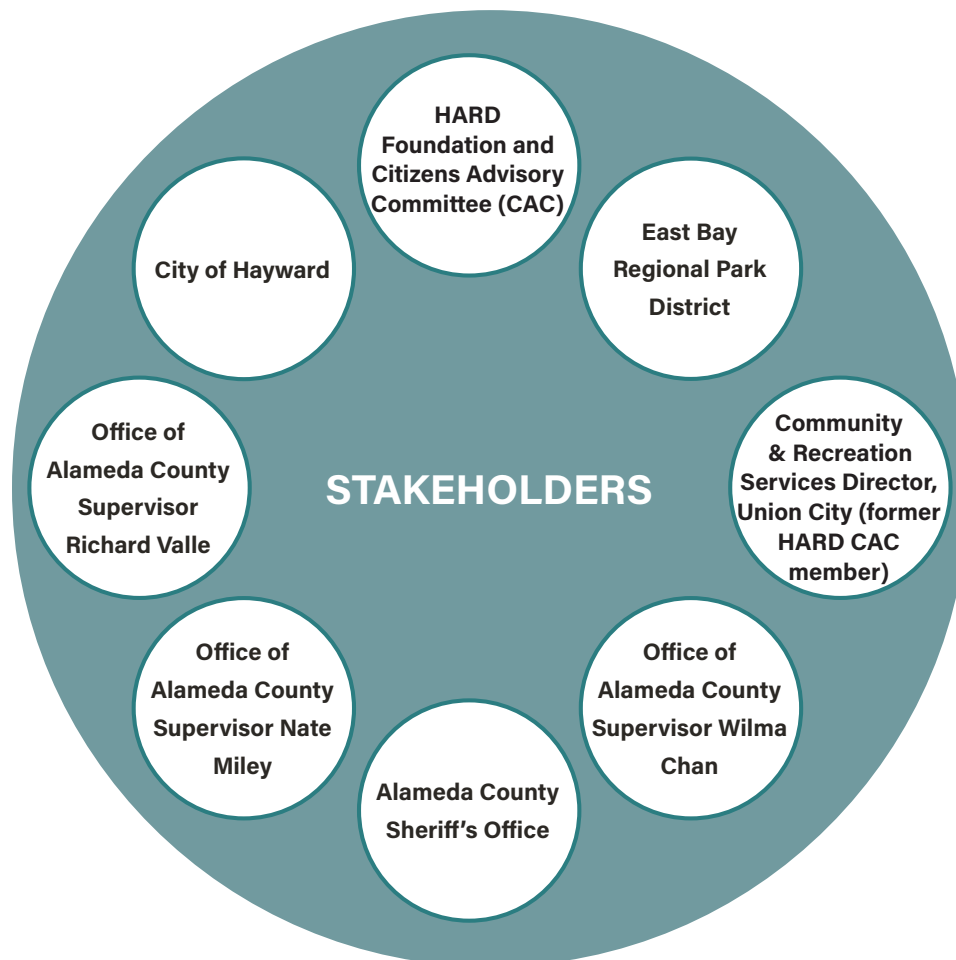 HARD
Foundation and
Citizens Advisory
Committee (CAC)
East Bay
Regional Park
District
City of Hayward
Community
& Recreation
Services Director,
Union City (former
HARD CAC
member)
Office of
Alameda County
Supervisor
Richard Valle
STAKEHOLDERS
Office of
Alameda County
Supervisor Wilma
Chan
Office of
Alameda County
Supervisor Nate
Miley
Alameda County
Sheriff’s Office